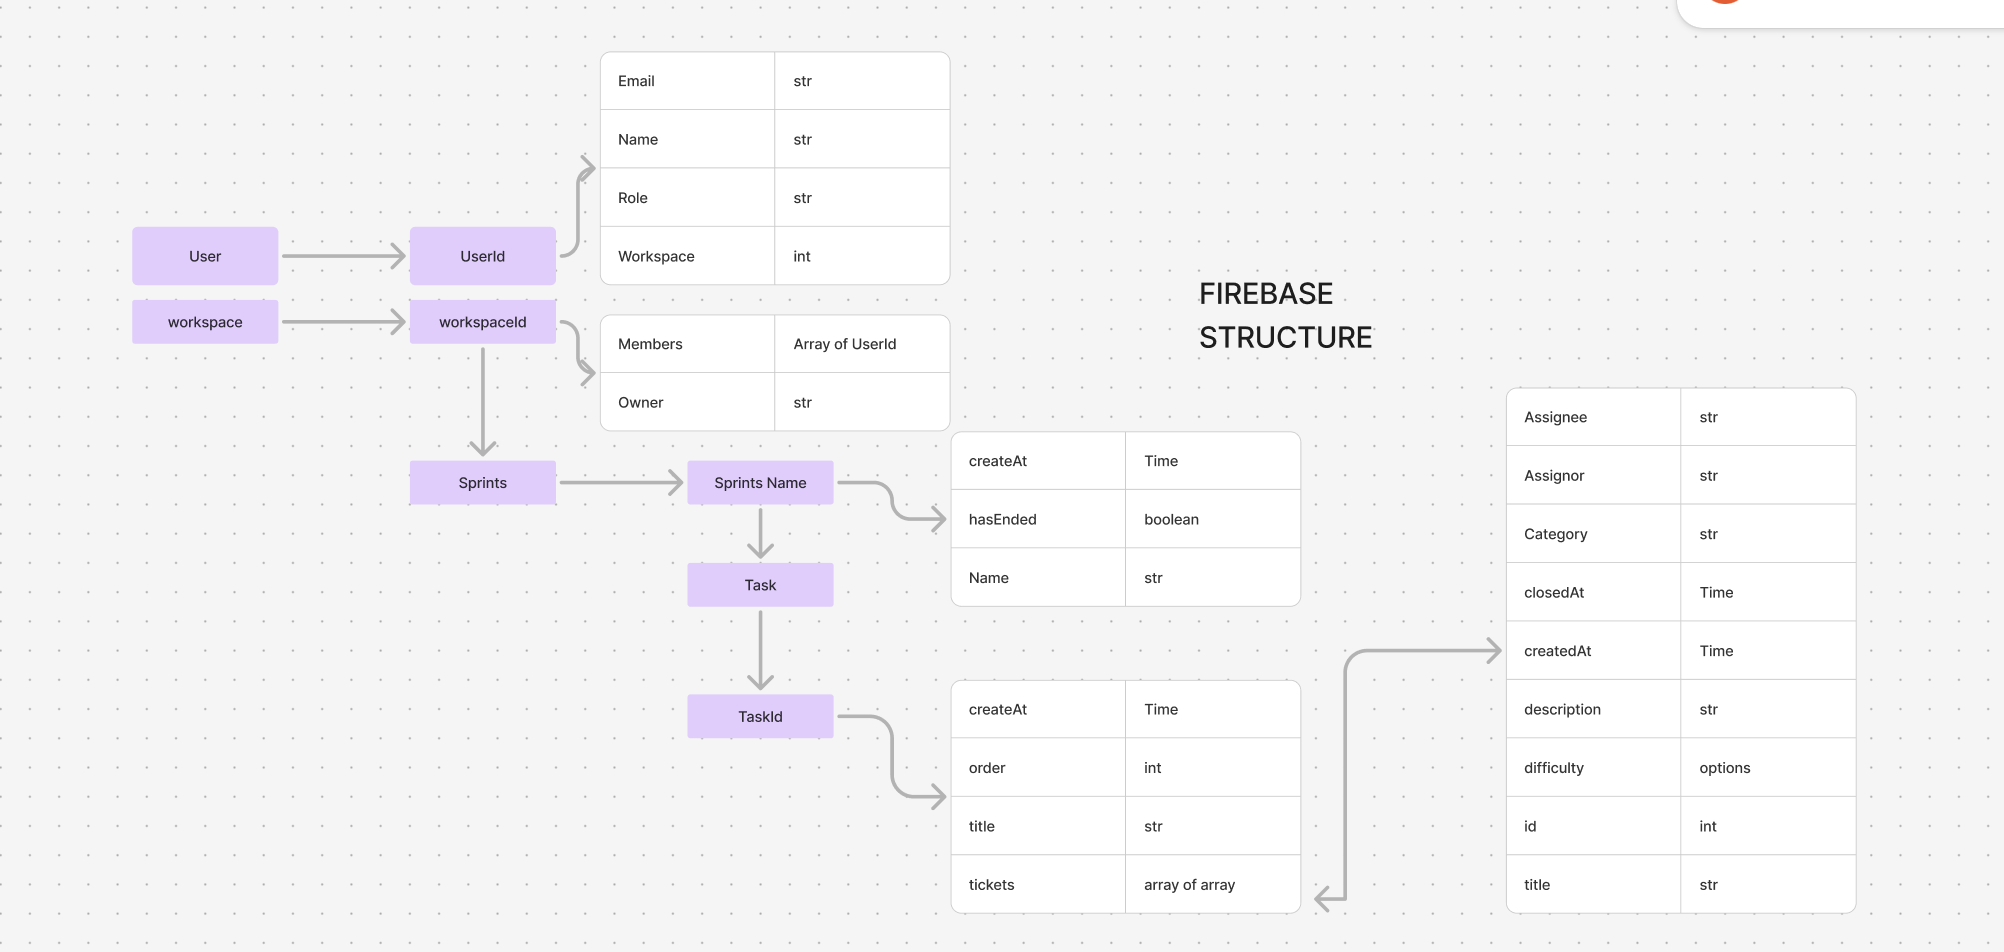 Email str
Name str
Role str
Workspace int
User
UserId
workspace
workspaceId
Members Array of UserId
Owner str
FIREBASE
STRUCTURE
Sprints
Sprints Name
createAt Time
hasEnded boolean
Name str
Task
TaskId
createAt Time
order int
title str
tickets array of array
Assignee str
Assignor str
Category str
closedAt Time
createdAt Time
description str
difficulty options
id int
title str